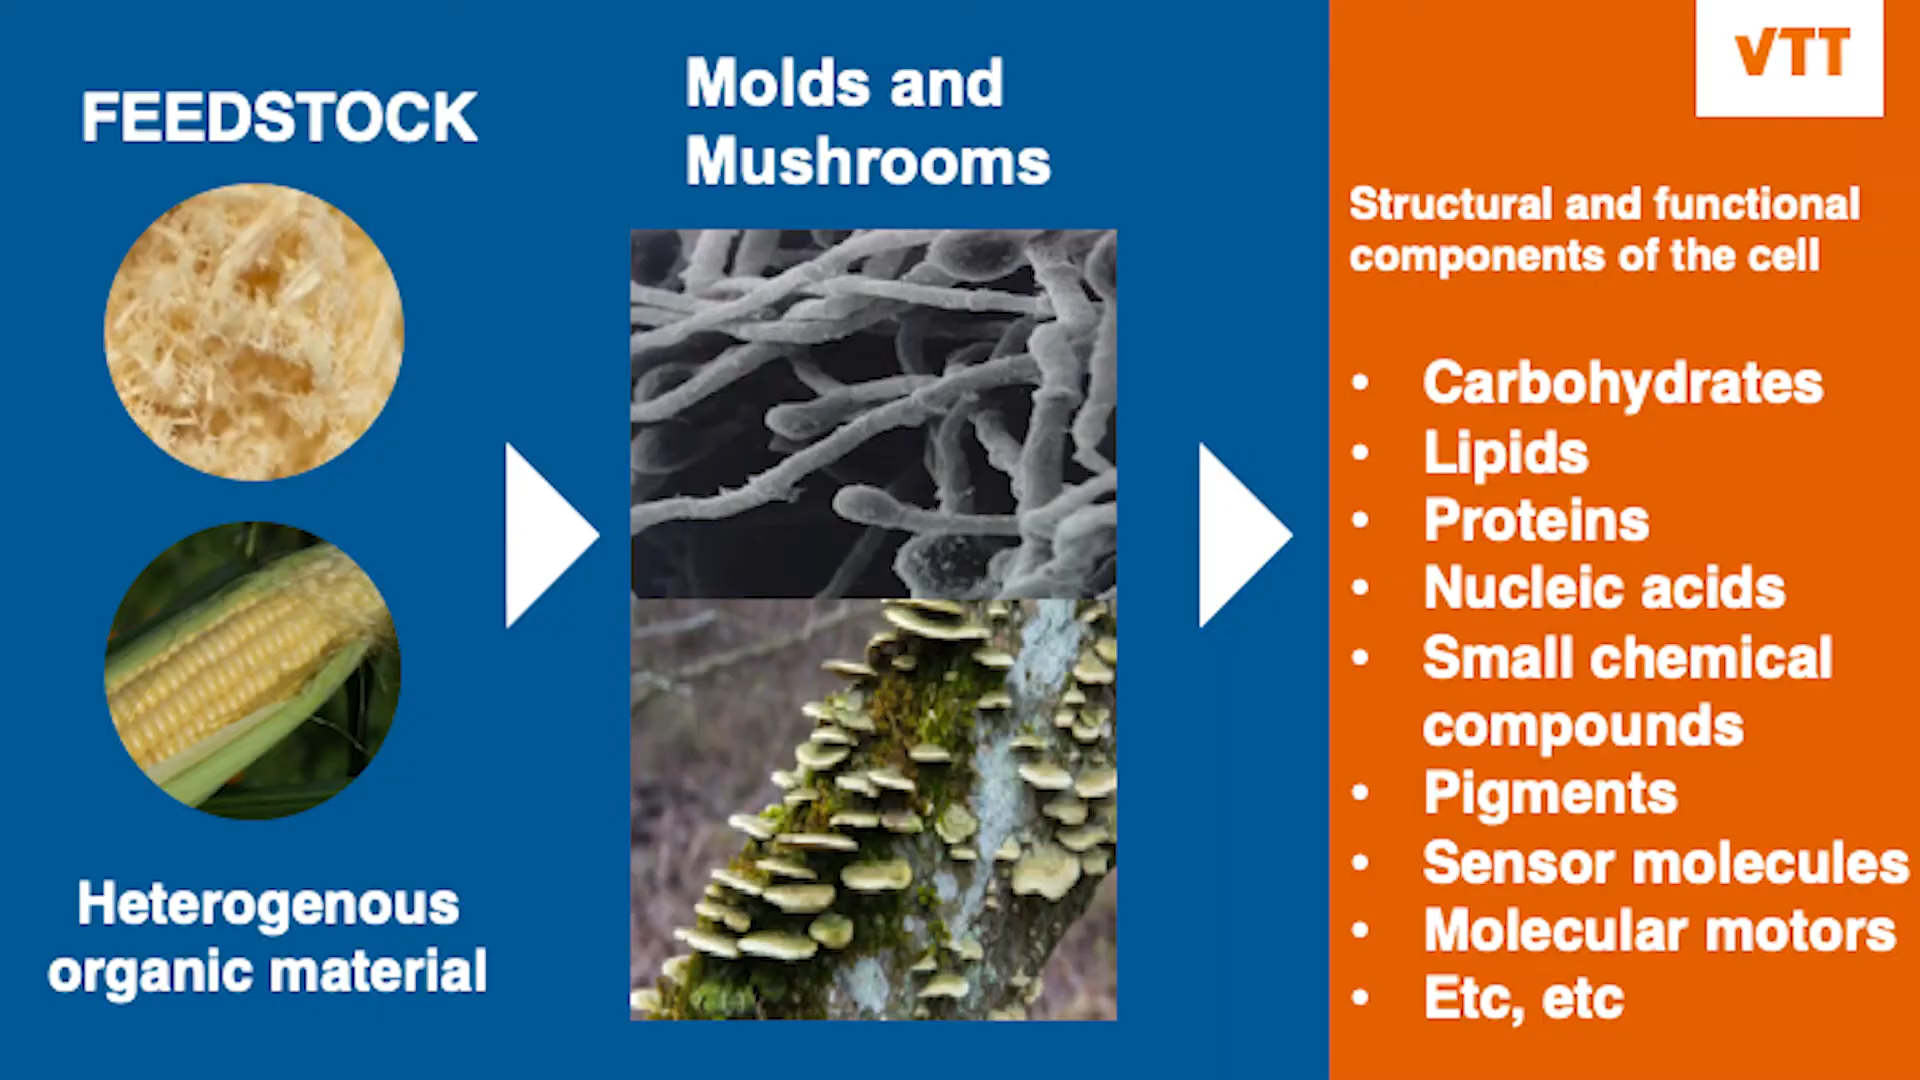 FEEDSTOCK
Heterogenous
organic material
Molds and
Mushrooms
VTT
Structural and functional
components of the cell
• Carbohydrates
• Lipids
• Proteins
• Nucleic acids
• Small chemical
compounds
• Pigments
• Sensor molecules
• Molecular motors
• Etc, etc